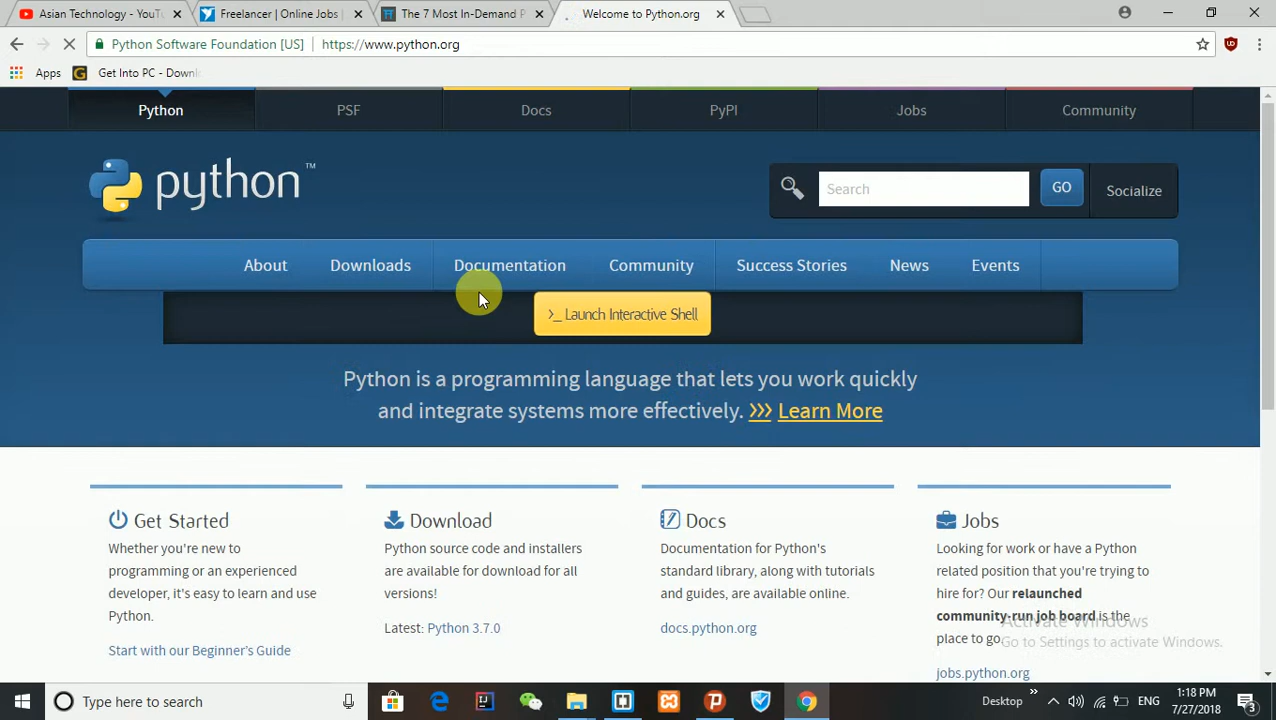 Asian Technology - YouTu
Freelancer | Online Jobs |
The 7 Most In-Demand P
Welcome to Python.org
Python Software Foundation [US]
https://www.python.org
Apps
Get Into PC - Downl
Python
PSF
Docs
PyPI
Jobs
Community
python™
Search
GO
Socialize
About
Downloads
Documentation
Community
Success Stories
News
Events
>_ Launch Interactive Shell
Python is a programming language that lets you work quickly
and integrate systems more effectively. >>> Learn More
Get Started
Whether you're new to
programming or an experienced
developer, it's easy to learn and use
Python.
Start with our Beginner's Guide
Download
Python source code and installers
are available for download for all
versions!
Latest: Python 3.7.0
Docs
Documentation for Python's
standard library, along with tutorials
and guides, are available online.
docs.python.org
Jobs
Looking for work or have a Python
related position that you're trying to
hire for? Our relaunched
community-run job board is the
place to go.
jobs.python.org
Activate Windows
Go to Settings to activate Windows.
Type here to search
Desktop
ENG
1:18 PM
7/27/2018
3